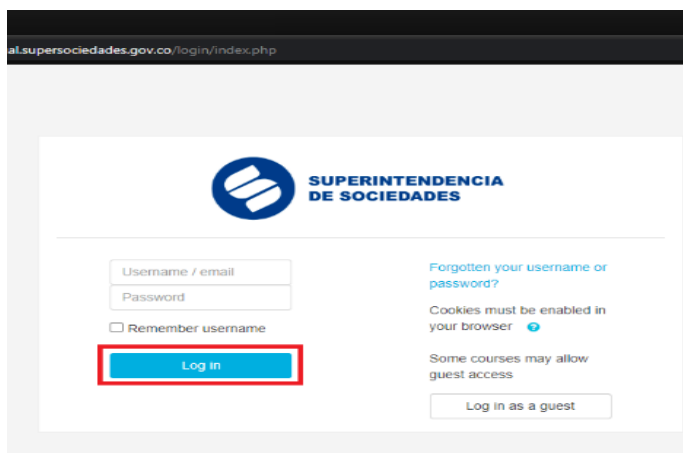 al.supersociedades.gov.co/login/index.php
SUPERINTENDENCIA
DE SOCIEDADES
Username / email
Password
Remember username
Log in
Forgotten your username or
password?
Cookies must be enabled in
your browser ?
Some courses may allow
guest access
Log in as a guest